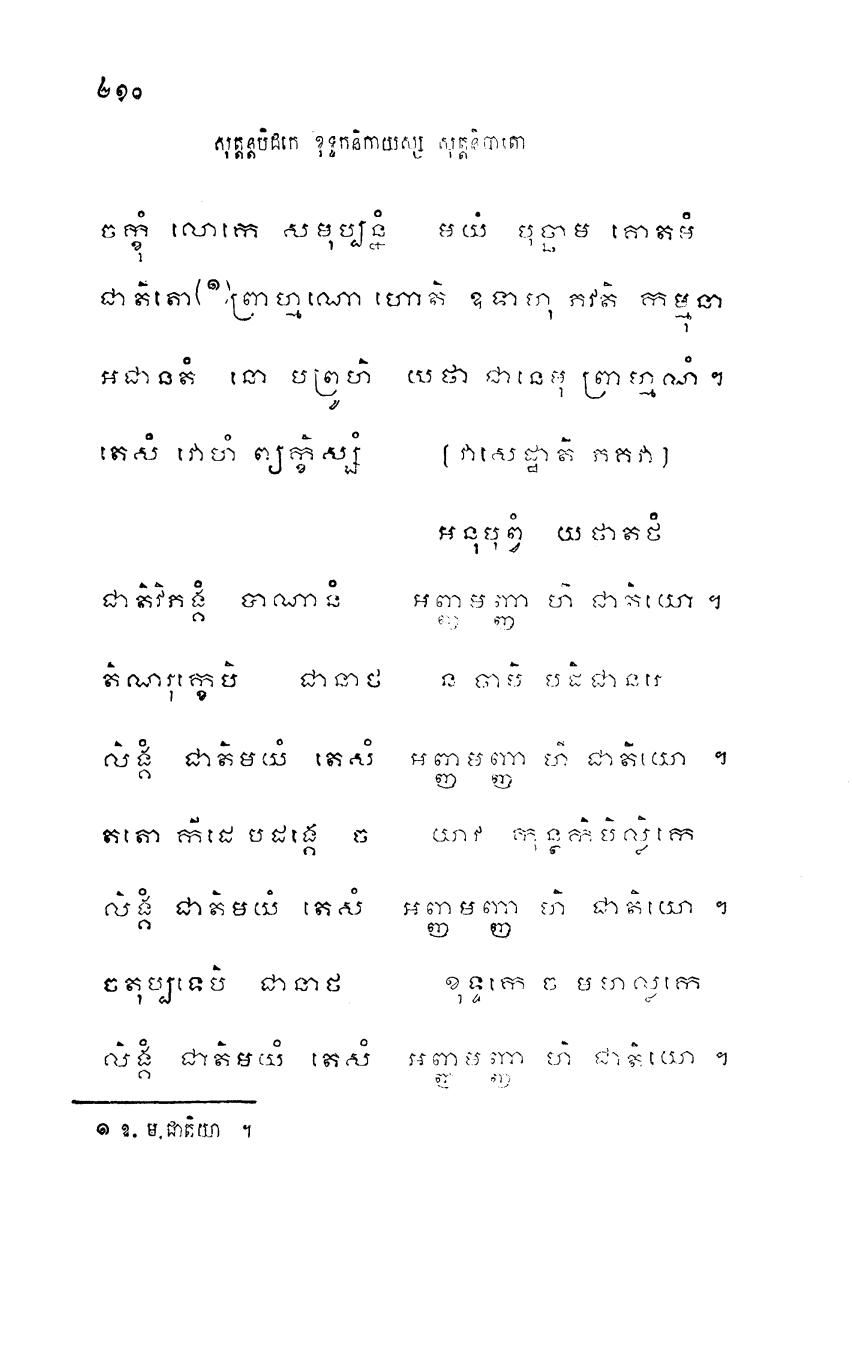 ២១០
សុត្តន្តបិដកេ ខុទ្ទកនិកាយស្ស សុត្តនិបាតោ
ចក្ខុំ លោកេ សមុប្បន្នំ មយំ បុច្ឆាម គោតមំ
ជាតិតោ(១)ព្រាហ្មណោ ហោតិ ឧទាហុ ភវតិ កម្មុនា
អជានតំ នោ បព្រូហិ យថា ជានេមុ ព្រាហ្មណំ ។
តេសំ វោហំ ព្យក្ខិស្សំ (វាសេដ្ឋាតិ ភគវា)
អនុបុព្វំ យថាតថំ
ជាតិវិភង្គំ បាណានំ អញ្ញមញ្ញា ហិ ជាតិយោ ។
តិណរុក្ខេបិ ជានាថ ន ចាបិ បដិជានរេ
លិង្គំ ជាតិមយំ តេសំ អញ្ញមញ្ញា ហិ ជាតិយោ ។
តតោ កីដេ បដង្គេ ច យាវ កុន្ថកិបិល្លិកេ
លិង្គំ ជាតិមយំ តេសំ អញ្ញមញ្ញា ហិ ជាតិយោ ។
ចតុប្បទេបិ ជានាថ ខុទ្ទកេ ច មហល្លកេ
លិង្គំ ជាតិមយំ តេសំ អញ្ញមញ្ញា ហិ ជាតិយោ ។
១ ឱ. ម. ជាតិយា ។